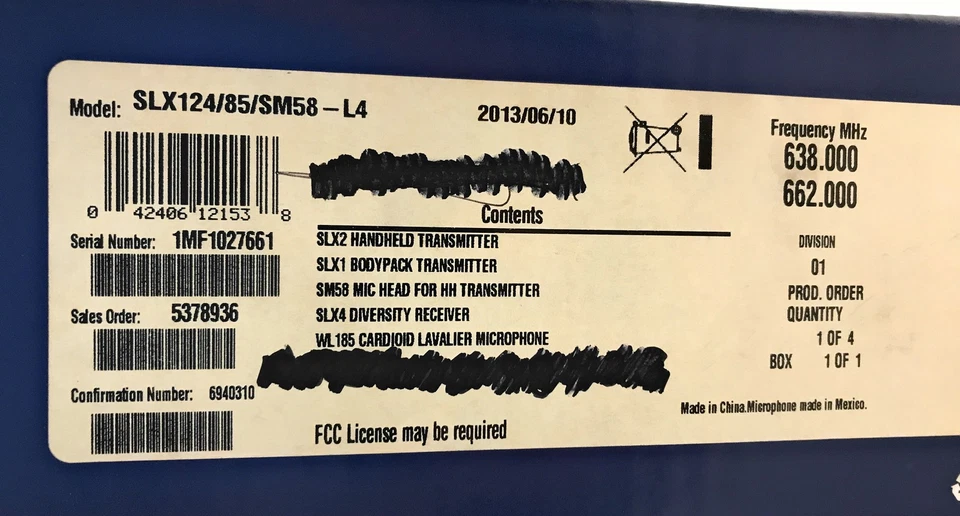 Model: SLX124/85/SM58 – L4
2013/06/10
0 42406 12153 8
Serial Number: 1MF1027661
Sales Order: 5378936
Confirmation Number: 6940310
Contents
SLX2 HANDHELD TRANSMITTER
SLX1 BODYPACK TRANSMITTER
SM58 MIC HEAD FOR HH TRANSMITTER
SLX4 DIVERSITY RECEIVER
WL185 CARDIOID LAVALIER MICROPHONE
FCC License may be required
Frequency MHz
638.000
662.000
DIVISION
01
PROD. ORDER
QUANTITY
1 OF 4
BOX 1 OF 1
Made in China.Microphone made in Mexico.